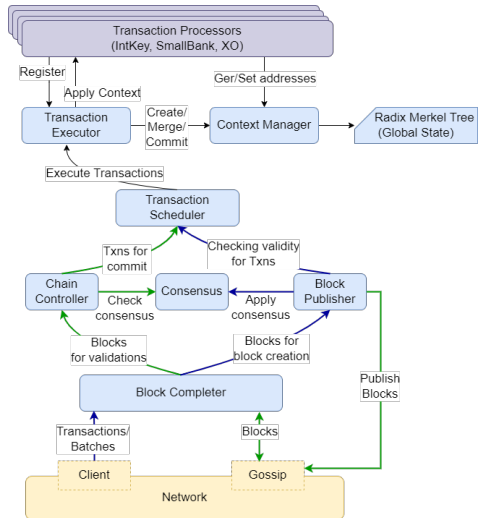 Transaction Processors
(IntKey, SmallBank, XO)
Register
Apply Context
Ger/Set addresses
Transaction
Executor
Create/
Merge/
Commit
Context Manager
Radix Merkel Tree
(Global State)
Execute Transactions
Transaction
Scheduler
Txns for
commit
Checking validity
for Txns
Chain
Controller
Check
consensus
Consensus
Apply
consensus
Block
Publisher
Blocks
for validations
Blocks for
block creation
Publish
Blocks
Block Completer
Transactions/
Batches
Blocks
Client
Gossip
Network